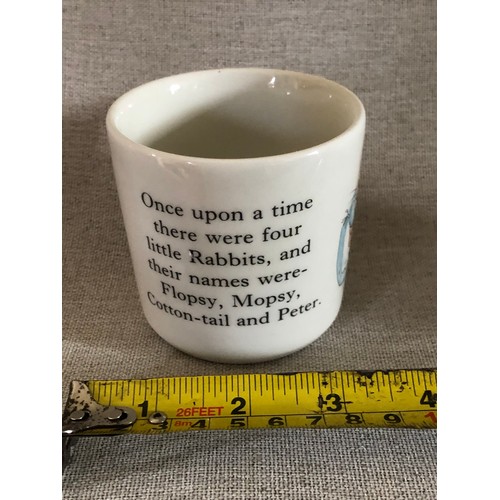 Once upon a time
there were four
little Rabbits, and
their names were-
Flopsy, Mopsy,
Cotton-tail and Peter.
1 26FEET 2 3 4
8m 4 5 6 7 8 9